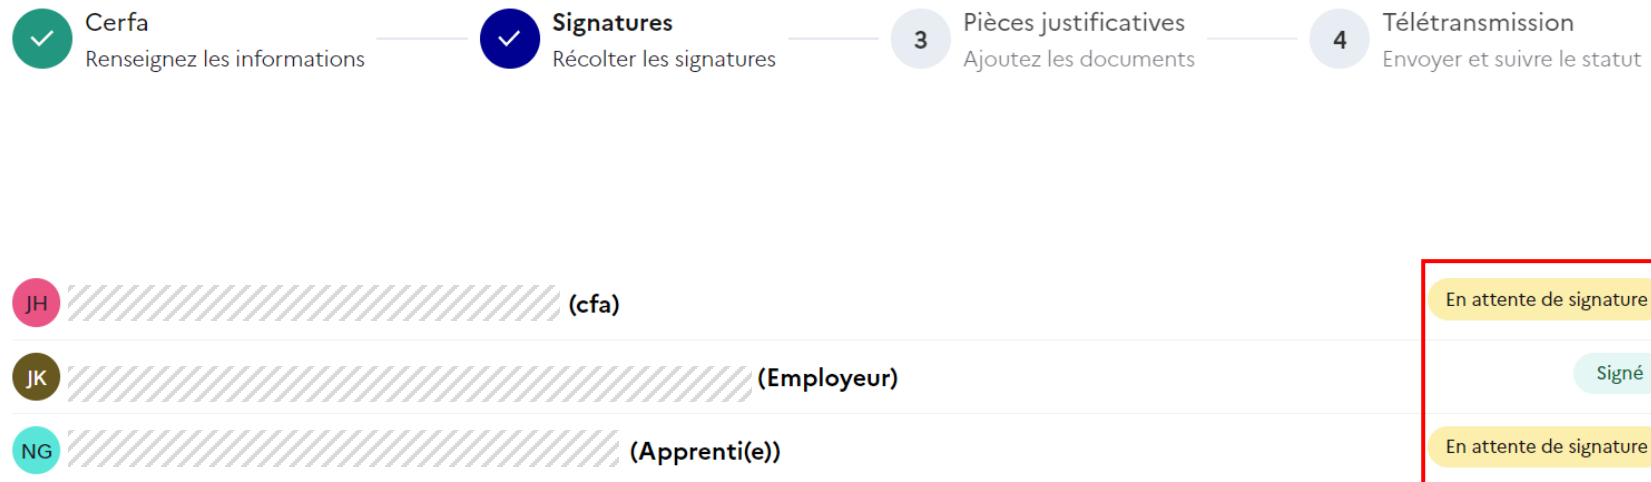 Cerfa
Renseignez les informations
Signatures
Récolter les signatures
3
Pièces justificatives
Ajoutez les documents
4
Télétransmission
Envoyer et suivre le statut
JH (cfa) En attente de signature
JK (Employeur) Signé
NG (Apprenti(e)) En attente de signature